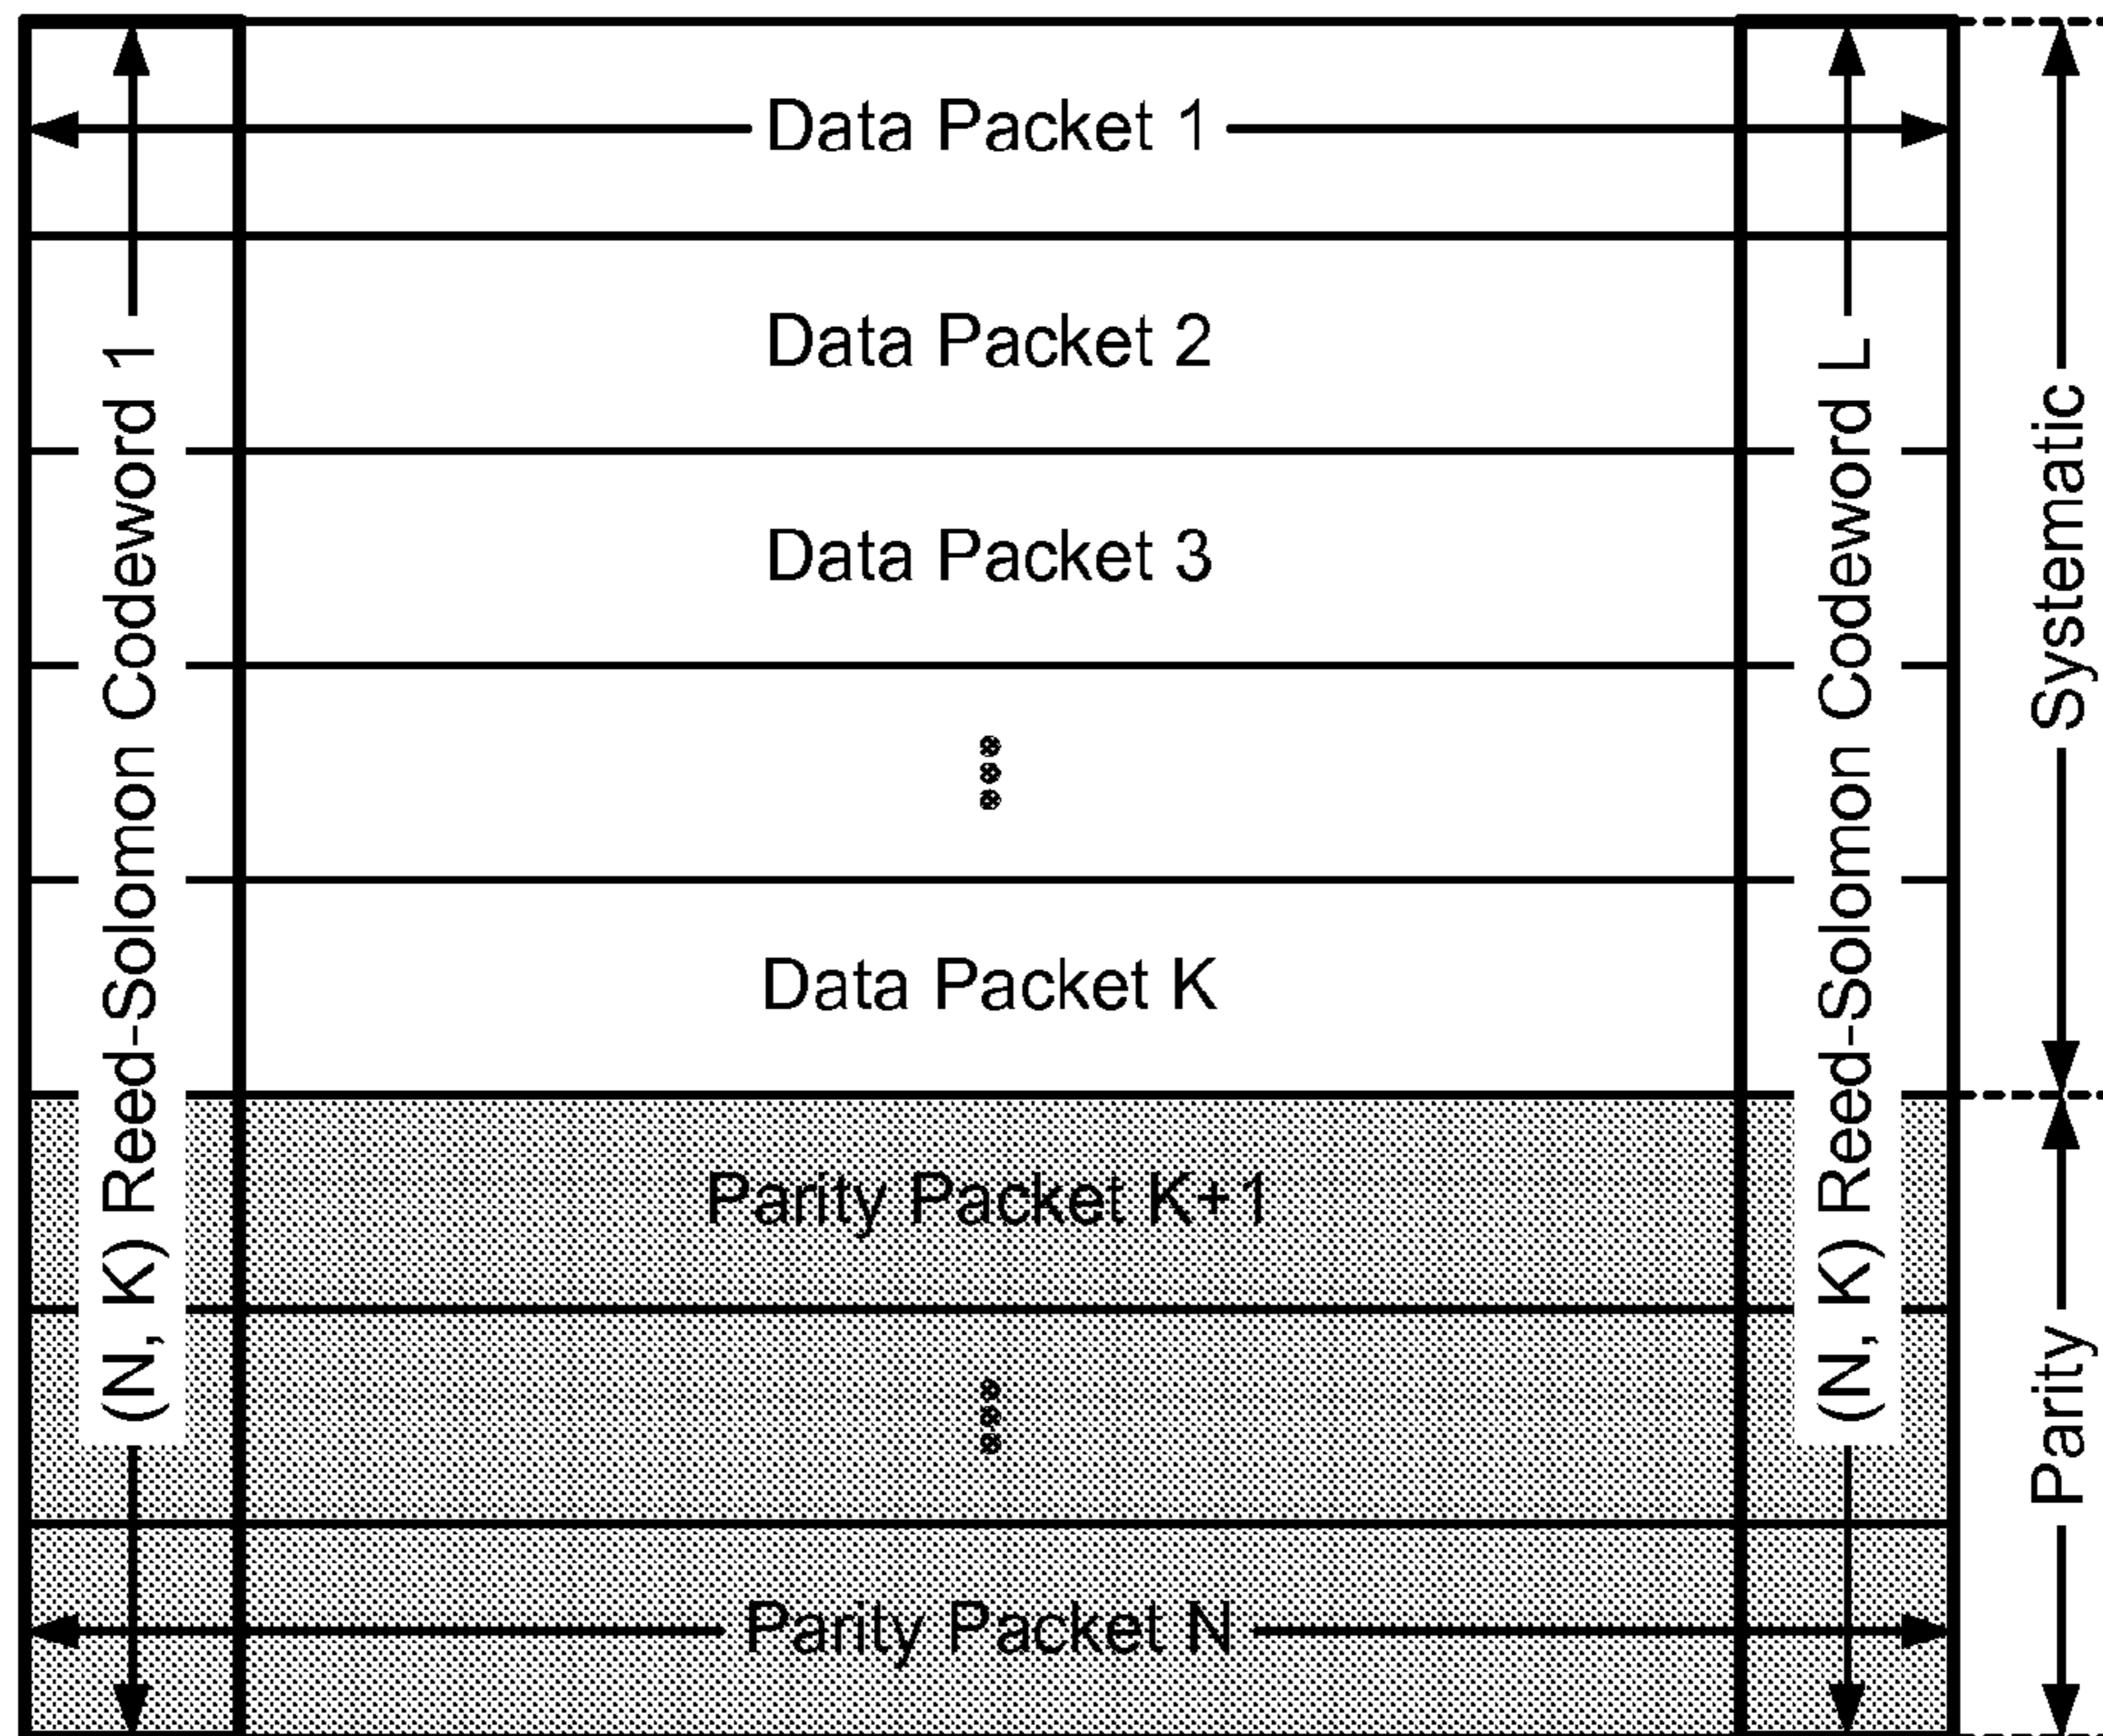 Data Packet 1
Data Packet 2
Data Packet 3
Data Packet K
Parity Packet K+1
Parity Packet N
(N, K) Reed-Solomon Codeword 1
(N, K) Reed-Solomon Codeword L
Systematic
Parity